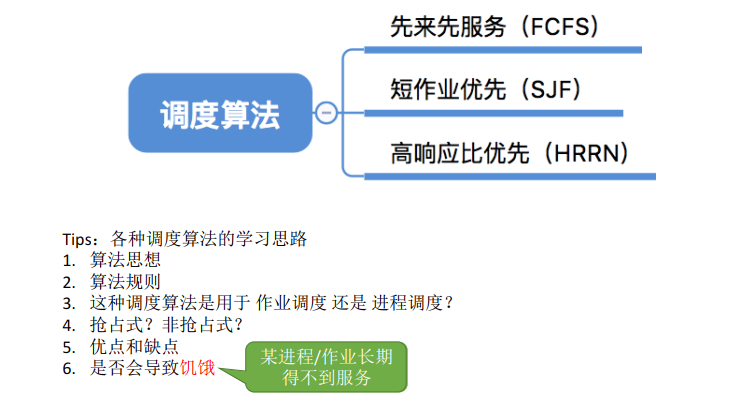 先来先服务（FCFS）
调度算法
短作业优先（SJF）
高响应比优先（HRRN）
Tips：各种调度算法的学习思路
1. 算法思想
2. 算法规则
3. 这种调度算法是用于 作业调度 还是 进程调度？
4. 抢占式？非抢占式？
5. 优点和缺点
6. 是否会导致饥饿
某进程/作业长期
得不到服务